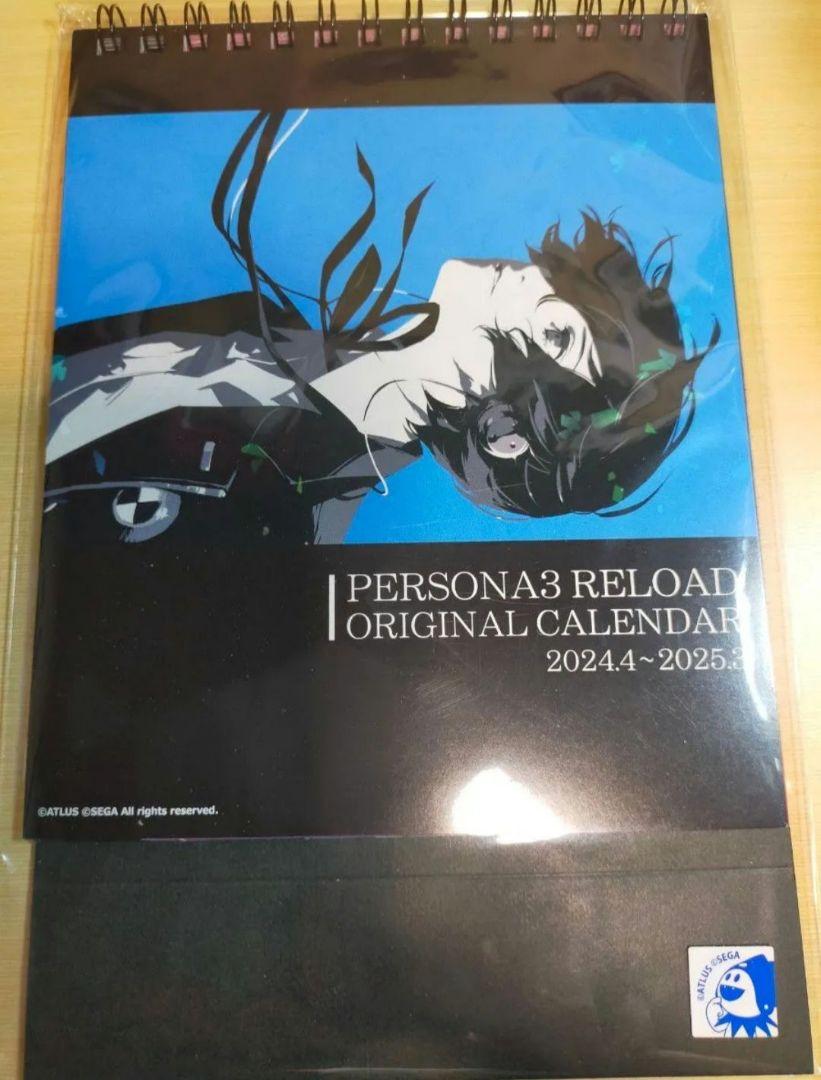 PERSONA3 RELOAD
ORIGINAL CALENDAR
2024.4~2025.3
©ATLUS ©SEGA All rights reserved.
©ATLUS ©SEGA